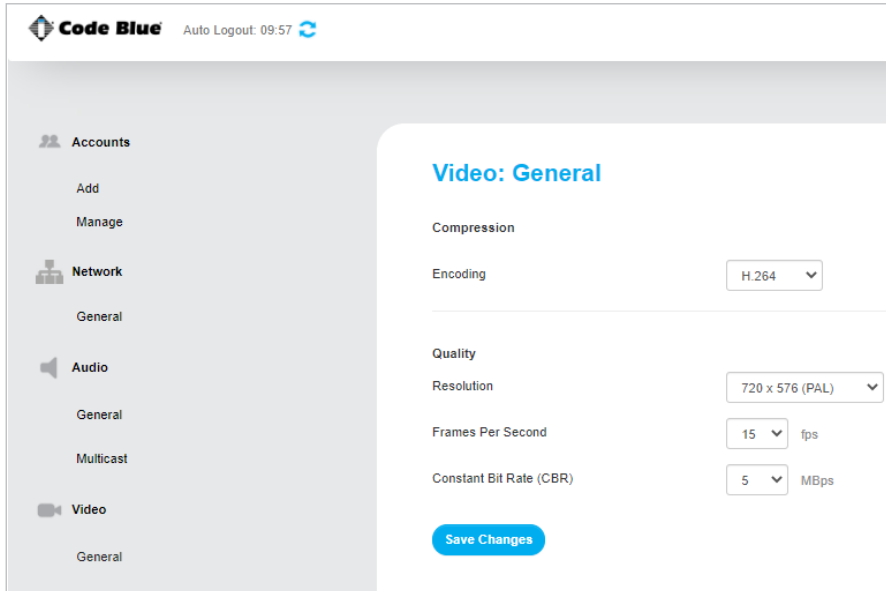 Code Blue
Auto Logout: 09:57
Accounts
Add
Manage
Network
General
Audio
General
Multicast
Video
General
Video: General
Compression
Encoding H.264
Quality
Resolution 720 x 576 (PAL)
Frames Per Second 15 fps
Constant Bit Rate (CBR) 5 MBps
Save Changes